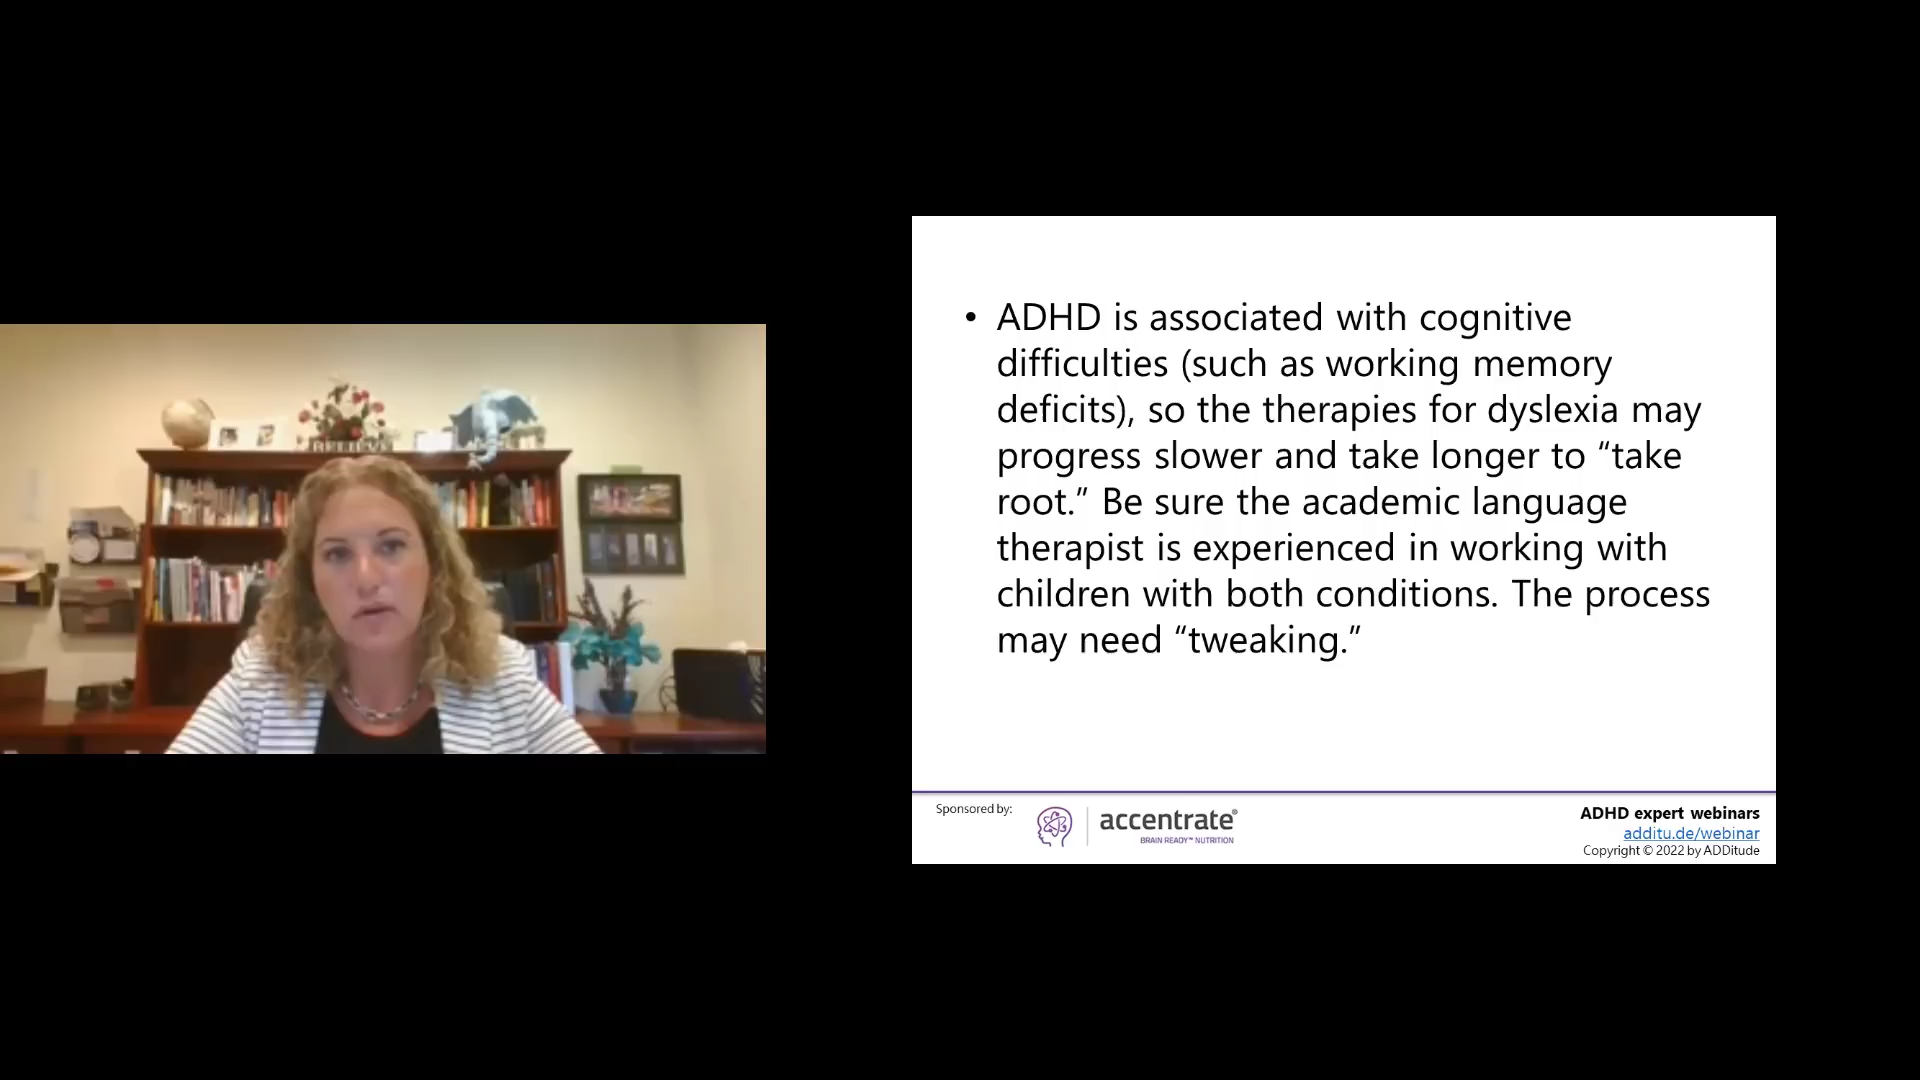 • ADHD is associated with cognitive
difficulties (such as working memory
deficits), so the therapies for dyslexia may
progress slower and take longer to “take
root.” Be sure the academic language
therapist is experienced in working with
children with both conditions. The process
may need “tweaking.”
Sponsored by:
accentrate®
BRAIN READY™ NUTRITION
ADHD expert webinars
additu.de/webinar
Copyright © 2022 by ADDitude